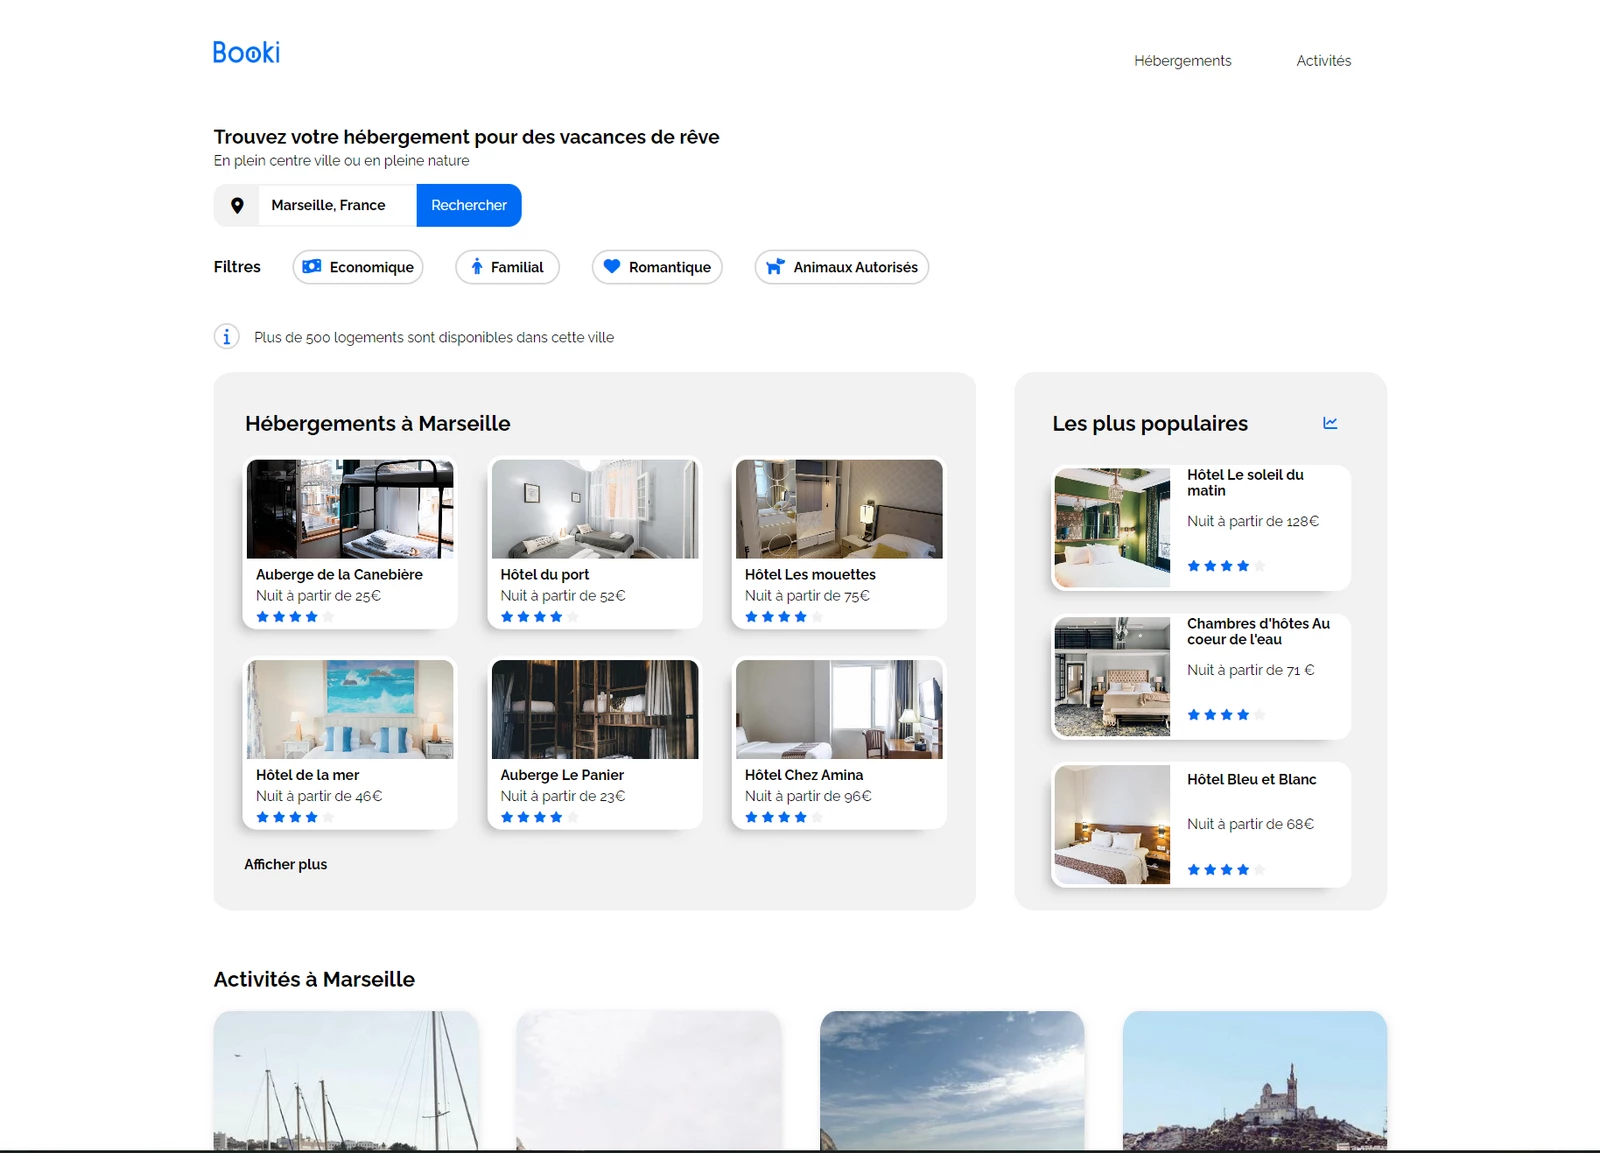 Booki
Hébergements
Activités
Trouvez votre hébergement pour des vacances de rêve
En plein centre ville ou en pleine nature
Marseille, France
Rechercher
Filtres
Economique
Familial
Romantique
Animaux Autorisés
Plus de 500 logements sont disponibles dans cette ville
Hébergements à Marseille
Auberge de la Canebière
Nuit à partir de 25€
Hôtel du port
Nuit à partir de 52€
Hôtel Les mouettes
Nuit à partir de 75€
Hôtel de la mer
Nuit à partir de 46€
Auberge Le Panier
Nuit à partir de 23€
Hôtel Chez Amina
Nuit à partir de 96€
Afficher plus
Les plus populaires
Hôtel Le soleil du
matin
Nuit à partir de 128€
Chambres d'hôtes Au
coeur de l'eau
Nuit à partir de 71 €
Hôtel Bleu et Blanc
Nuit à partir de 68€
Activités à Marseille